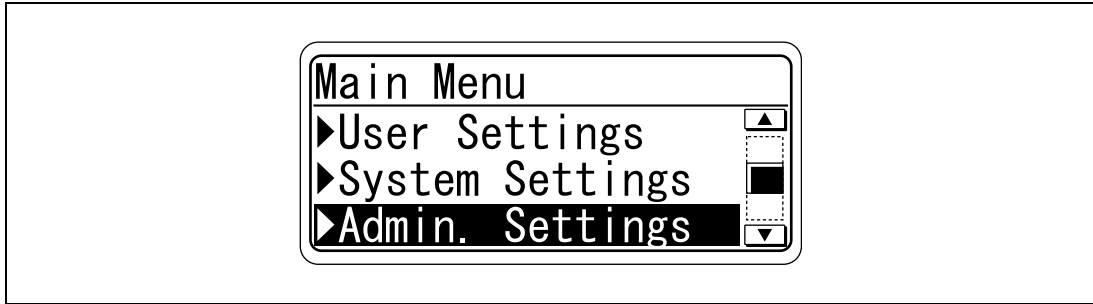 Main Menu
▶User Settings
▶System Settings
▶Admin. Settings